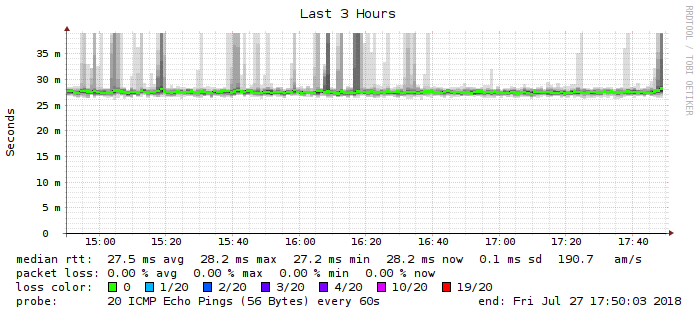 Last 3 Hours
RRDTOOL / TOBI OETIKER
Seconds
35 m
30 m
25 m
20 m
15 m
10 m
5 m
0
15:00 15:20 15:40 16:00 16:20 16:40 17:00 17:20 17:40
median rtt: 27.5 ms avg 28.2 ms max 27.2 ms min 28.2 ms now 0.1 ms sd 190.7 am/s
packet loss: 0.00 % avg 0.00 % max 0.00 % min 0.00 % now
loss color: 0 1/20 2/20 3/20 4/20 10/20 19/20
probe: 20 ICMP Echo Pings (56 Bytes) every 60s end: Fri Jul 27 17:50:03 2018